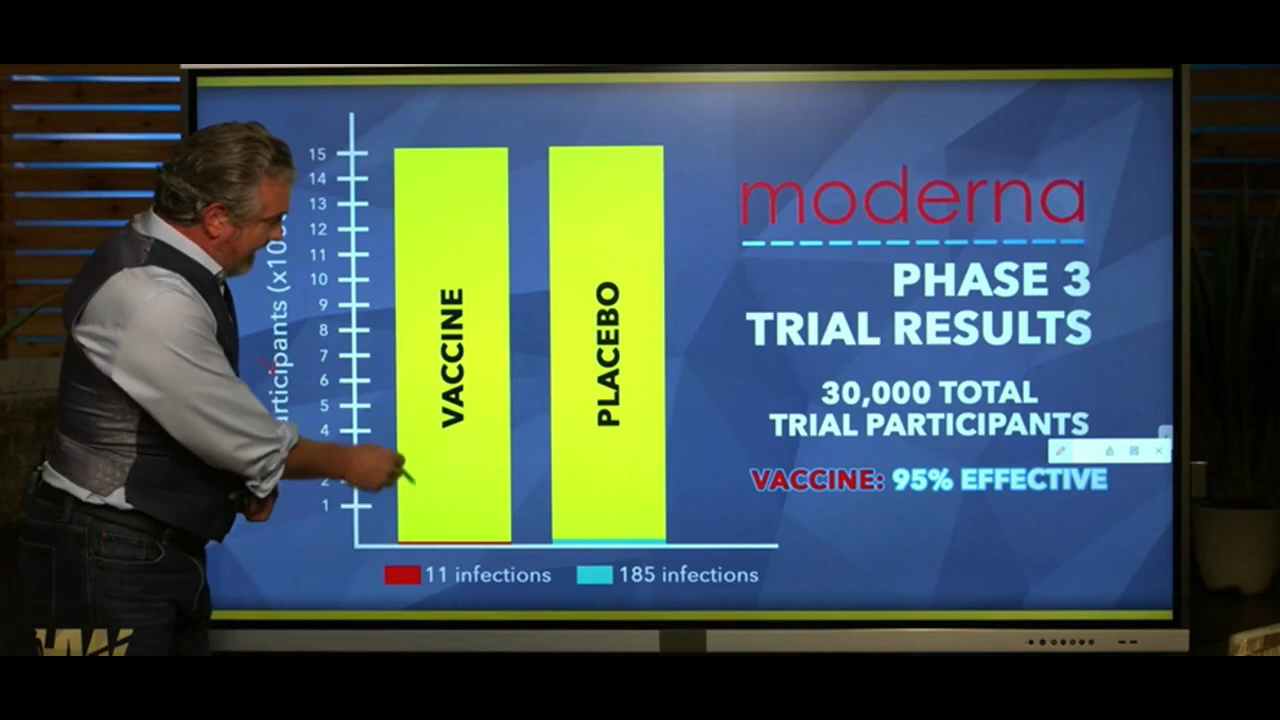 moderna
PHASE 3
TRIAL RESULTS
30,000 TOTAL
TRIAL PARTICIPANTS
VACCINE: 95% EFFECTIVE
15
14
13
12
11
10
9
8
7
6
5
4
2
1
VACCINE
PLACEBO
11 infections
185 infections